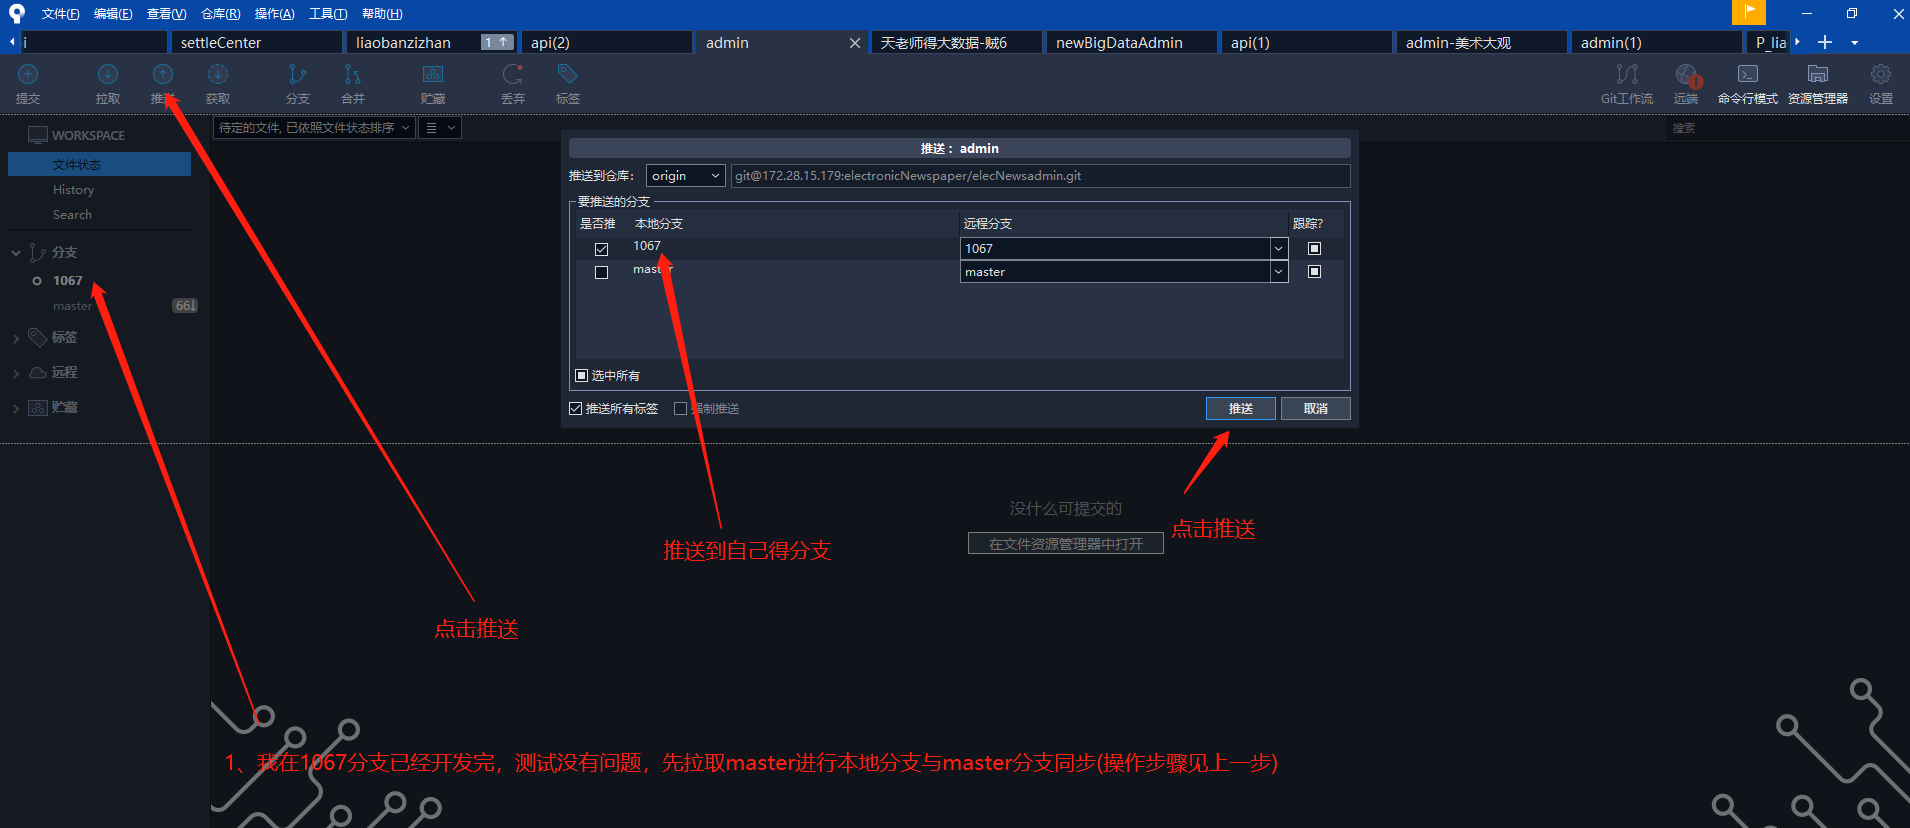 文件(F) 编辑(E) 查看(V) 仓库(R) 操作(A) 工具(T) 帮助(H)
i settleCenter liaobanzizhan 1↑ api(2) admin 天老师得大数据-贼6 newBigDataAdmin api(1) admin-美术大观 admin(1) P_lia
提交 拉取 推送 获取 分支 合并 贮藏 丢弃 标签 Git工作流 远端 命令行模式 资源管理器 设置
WORKSPACE
文件状态
History
Search
分支
1067
master 66↓
标签
远程
贮藏
待定的文件, 已依照文件状态排序
搜索
推送：admin
推送到仓库： origin git@172.28.15.179:electronicNewspaper/elecNewsadmin.git
要推送的分支
是否推 本地分支 远程分支 跟踪?
1067 1067
master master
选中所有
推送所有标签 强制推送 推送 取消
没什么可提交的
在文件资源管理器中打开
点击推送
推送到自己得分支
点击推送
1、我在1067分支已经开发完，测试没有问题，先拉取master进行本地分支与master分支同步(操作步骤见上一步)